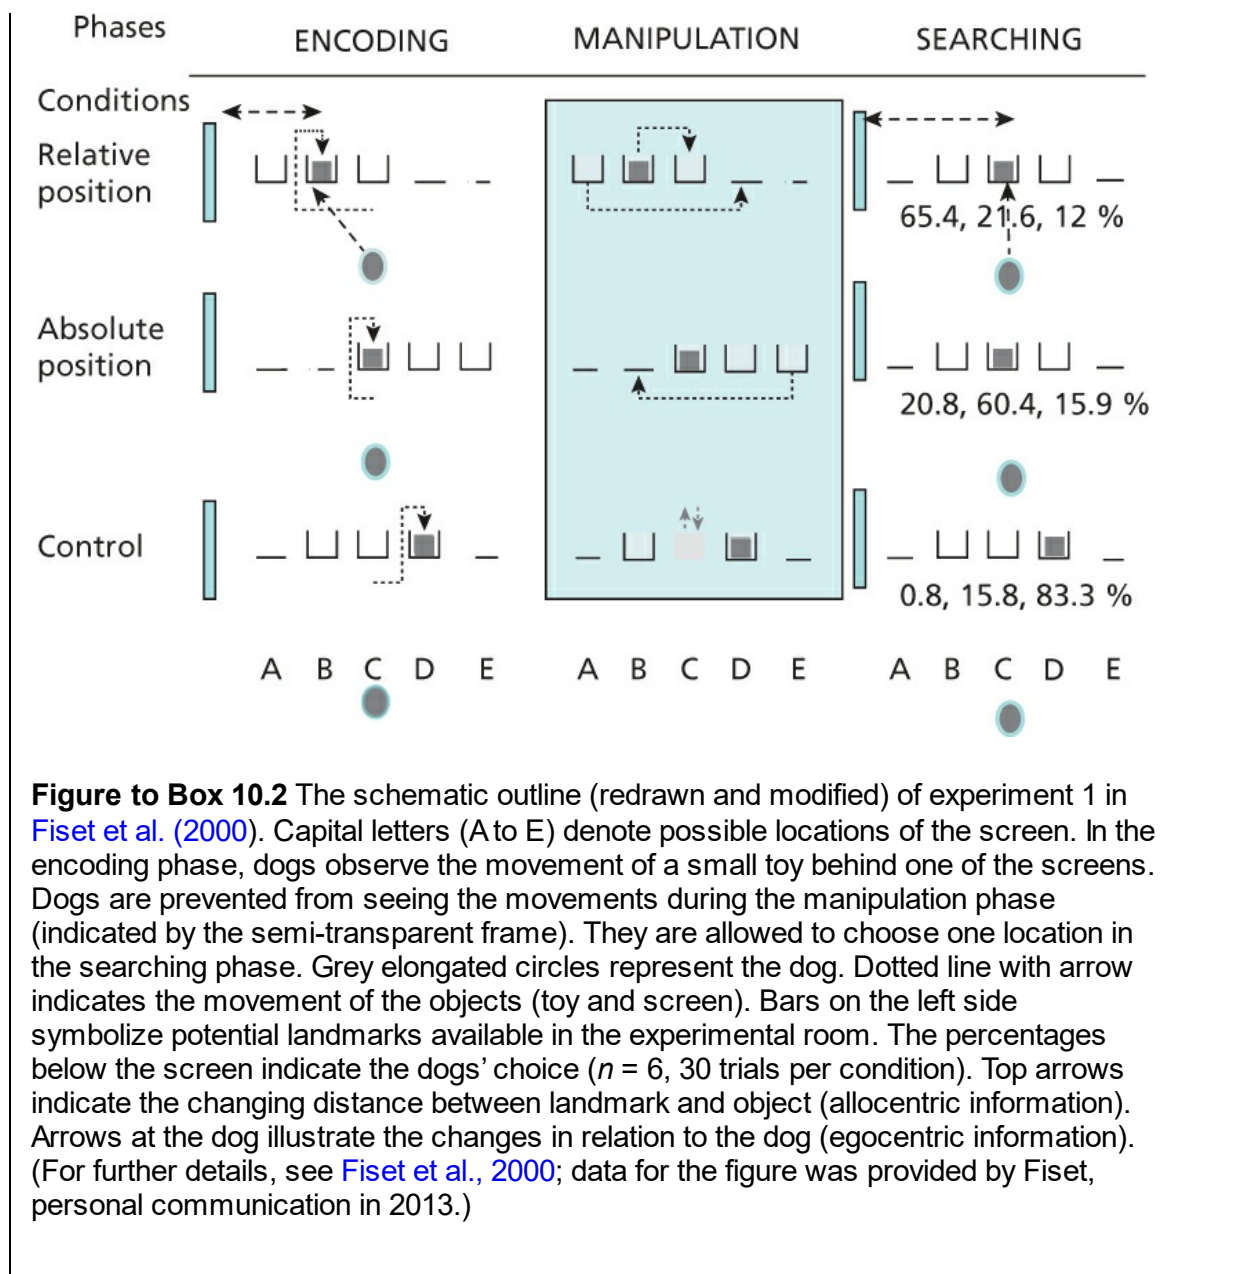 Phases
ENCODING MANIPULATION SEARCHING
Conditions
Relative
position
65.4, 21.6, 12 %
Absolute
position
20.8, 60.4, 15.9 %
Control
0.8, 15.8, 83.3 %
A B C D E A B C D E A B C D E
Figure to Box 10.2 The schematic outline (redrawn and modified) of experiment 1 in
Fiset et al. (2000). Capital letters (A to E) denote possible locations of the screen. In the
encoding phase, dogs observe the movement of a small toy behind one of the screens.
Dogs are prevented from seeing the movements during the manipulation phase
(indicated by the semi-transparent frame). They are allowed to choose one location in
the searching phase. Grey elongated circles represent the dog. Dotted line with arrow
indicates the movement of the objects (toy and screen). Bars on the left side
symbolize potential landmarks available in the experimental room. The percentages
below the screen indicate the dogs’ choice (n = 6, 30 trials per condition). Top arrows
indicate the changing distance between landmark and object (allocentric information).
Arrows at the dog illustrate the changes in relation to the dog (egocentric information).
(For further details, see Fiset et al., 2000; data for the figure was provided by Fiset,
personal communication in 2013.)